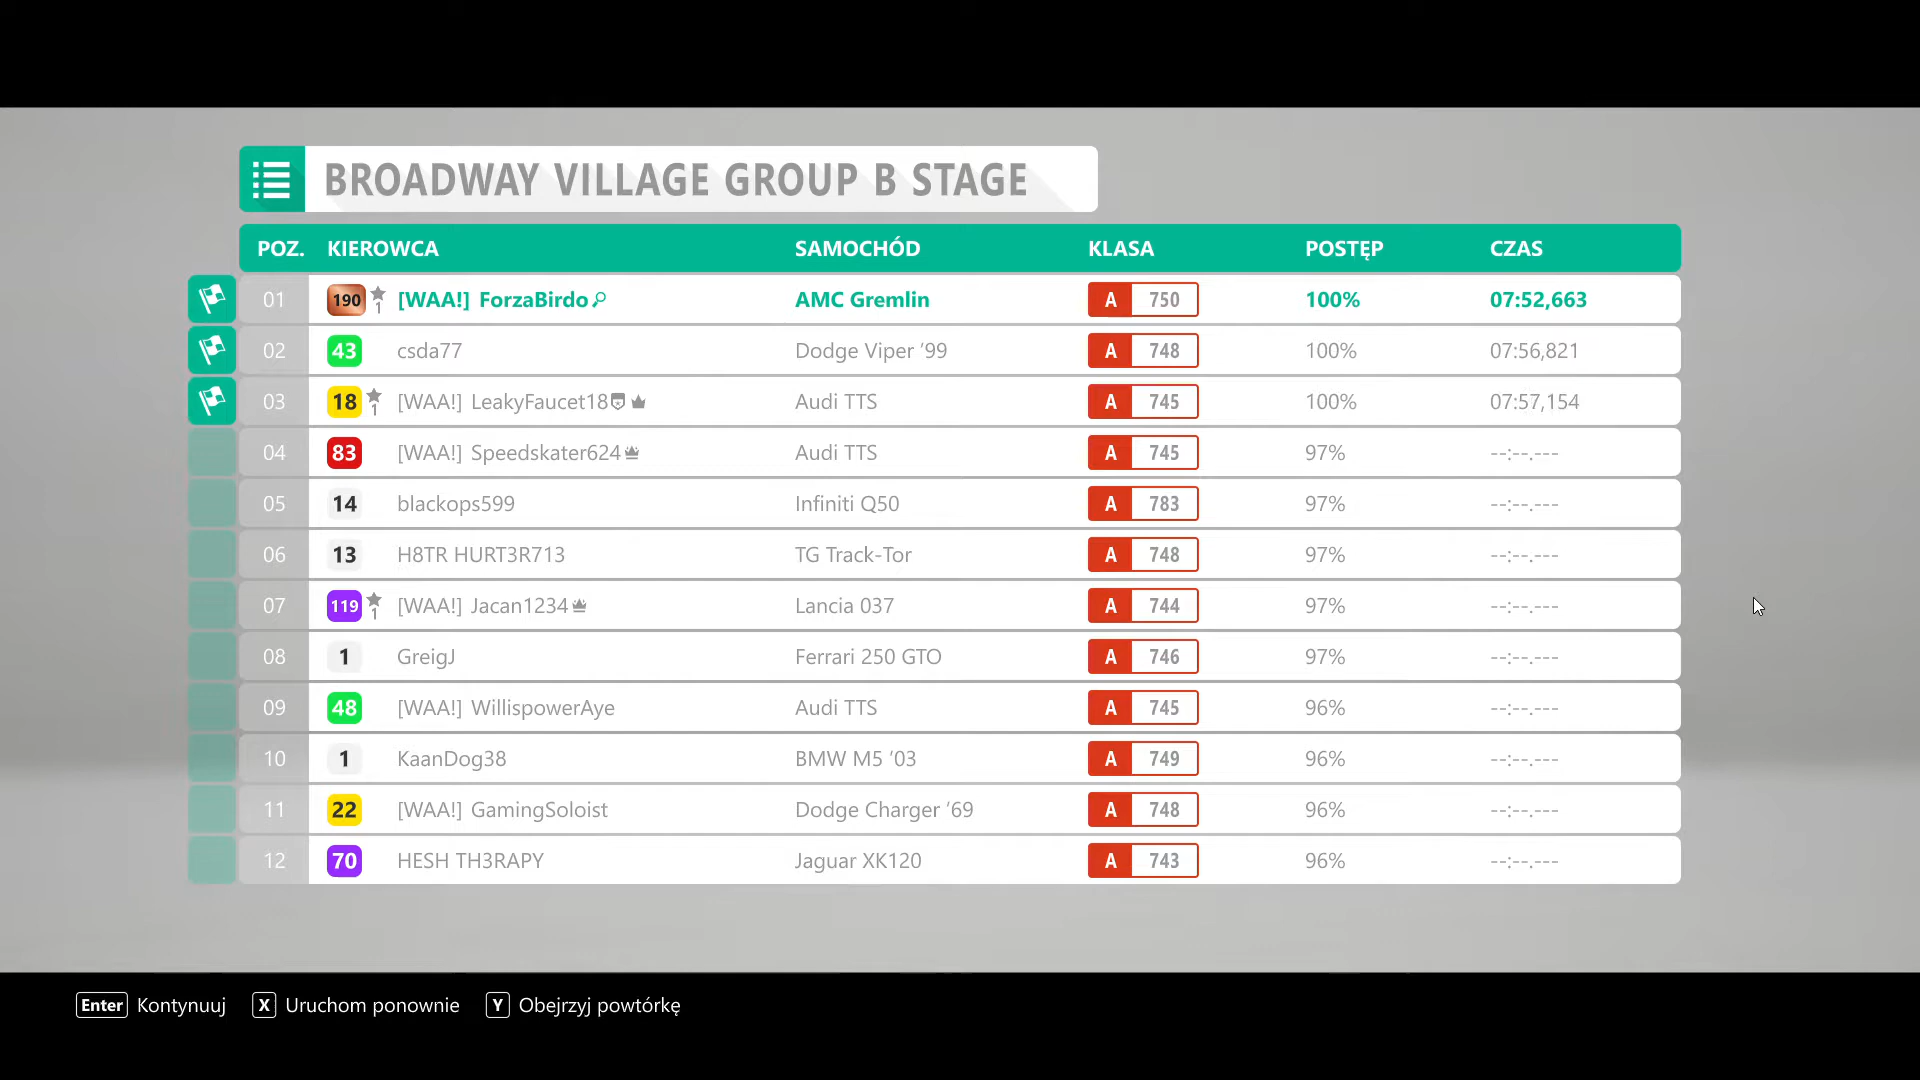 BROADWAY VILLAGE GROUP B STAGE
POZ. KIEROWCA SAMOCHÓD KLASA POSTĘP CZAS
01 190 1 [WAA!] ForzaBirdo AMC Gremlin A 750 100% 07:52,663
02 43 csda77 Dodge Viper ’99 A 748 100% 07:56,821
03 18 1 [WAA!] LeakyFaucet18 Audi TTS A 745 100% 07:57,154
04 83 [WAA!] Speedskater624 Audi TTS A 745 97% --:--.---
05 14 blackops599 Infiniti Q50 A 783 97% --:--.---
06 13 H8TR HURT3R713 TG Track-Tor A 748 97% --:--.---
07 119 1 [WAA!] Jacan1234 Lancia 037 A 744 97% --:--.---
08 1 GreigJ Ferrari 250 GTO A 746 97% --:--.---
09 48 [WAA!] WillispowerAye Audi TTS A 745 96% --:--.---
10 1 KaanDog38 BMW M5 ’03 A 749 96% --:--.---
11 22 [WAA!] GamingSoloist Dodge Charger ’69 A 748 96% --:--.---
12 70 HESH TH3RAPY Jaguar XK120 A 743 96% --:--.---
Enter Kontynuuj X Uruchom ponownie Y Obejrzyj powtórkę